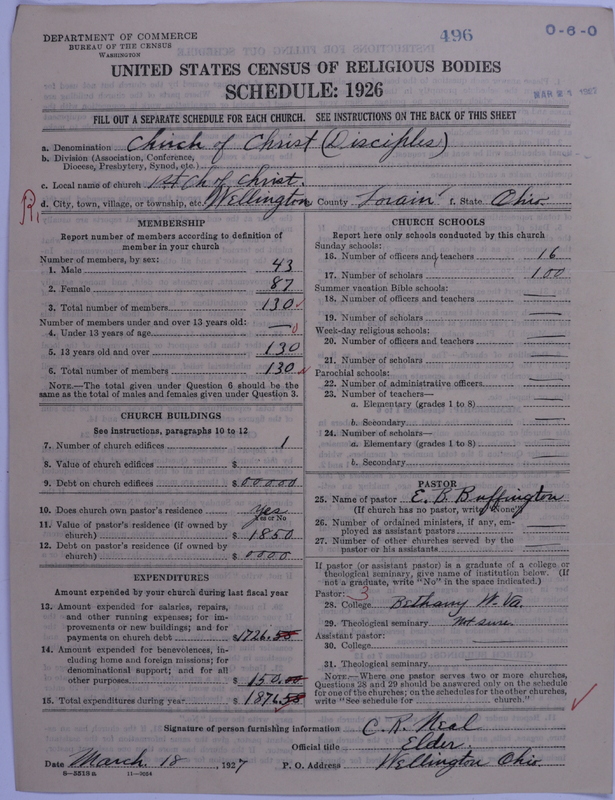 DEPARTMENT OF COMMERCE
BUREAU OF THE CENSUS
WASHINGTON
496
0-6-0
UNITED STATES CENSUS OF RELIGIOUS BODIES
SCHEDULE: 1926
FILL OUT A SEPARATE SCHEDULE FOR EACH CHURCH. SEE INSTRUCTIONS ON THE BACK OF THIS SHEET
a. Denomination Church of Christ (Disciples)
b. Division (Association, Conference, Diocese, Presbytery, Synod, etc.)
c. Local name of church 1st Ch of Christ.
d. City, town, village, or township, etc. Wellington County Lorain f. State Ohio
MEMBERSHIP
Report number of members according to definition of
member in your church
Number of members, by sex:
1. Male 43
2. Female 87
3. Total number of members 130
Number of members under and over 13 years old:
4. Under 13 years of age — 0
5. 13 years old and over 130
6. Total number of members 130
NOTE.—The total given under Question 6 should be the
same as the total of males and females given under Question 3.
CHURCH BUILDINGS
See instructions, paragraphs 10 to 12
7. Number of church edifices 1
8. Value of church edifices $
9. Debt on church edifices $ 00000
10. Does church own pastor's residence yes
Yes or No
11. Value of pastor's residence (if owned by
church) $ 1850
12. Debt on pastor's residence (if owned by
church) $ 0000
EXPENDITURES
Amount expended by your church during last fiscal year
13. Amount expended for salaries, repairs,
and other running expenses; for im-
provements or new buildings; and for
payments on church debt $1726.58
14. Amount expended for benevolences, in-
cluding home and foreign missions; for
denominational support; and for all
other purposes $ 150.00
15. Total expenditures during year $ 1876.58
CHURCH SCHOOLS
Report here only schools conducted by this church
Sunday schools:
16. Number of officers and teachers 16
17. Number of scholars 100
Summer vacation Bible schools:
18. Number of officers and teachers —
19. Number of scholars —
Week-day religious schools:
20. Number of officers and teachers —
21. Number of scholars —
Parochial schools:
22. Number of administrative officers —
23. Number of teachers—
a. Elementary (grades 1 to 8) —
b. Secondary —
24. Number of scholars—
a. Elementary (grades 1 to 8) —
b. Secondary —
PASTOR
25. Name of pastor E. B. Buffington
(If church has no pastor, write "None")
26. Number of ordained ministers, if any, em-
ployed as assistant pastors
27. Number of other churches served by the
pastor or his assistants
If pastor (or assistant pastor) is a graduate of a college or
theological seminary, give name of institution below. (If
not a graduate, write "No" in the space indicated.)
Pastor: 3
28. College Bethany W. Va.
29. Theological seminary Not sure.
Assistant pastor:
30. College
31. Theological seminary
NOTE.—Where one pastor serves two or more churches,
Questions 28 and 29 should be answered only on the schedule
for one of the churches; on the schedules for the other churches,
write "See schedule for church."
Signature of person furnishing information C. R. Neal
Official title Elder.
Date March 18, 1927 P. O. Address Wellington Ohio.
8-5513a 11-9054